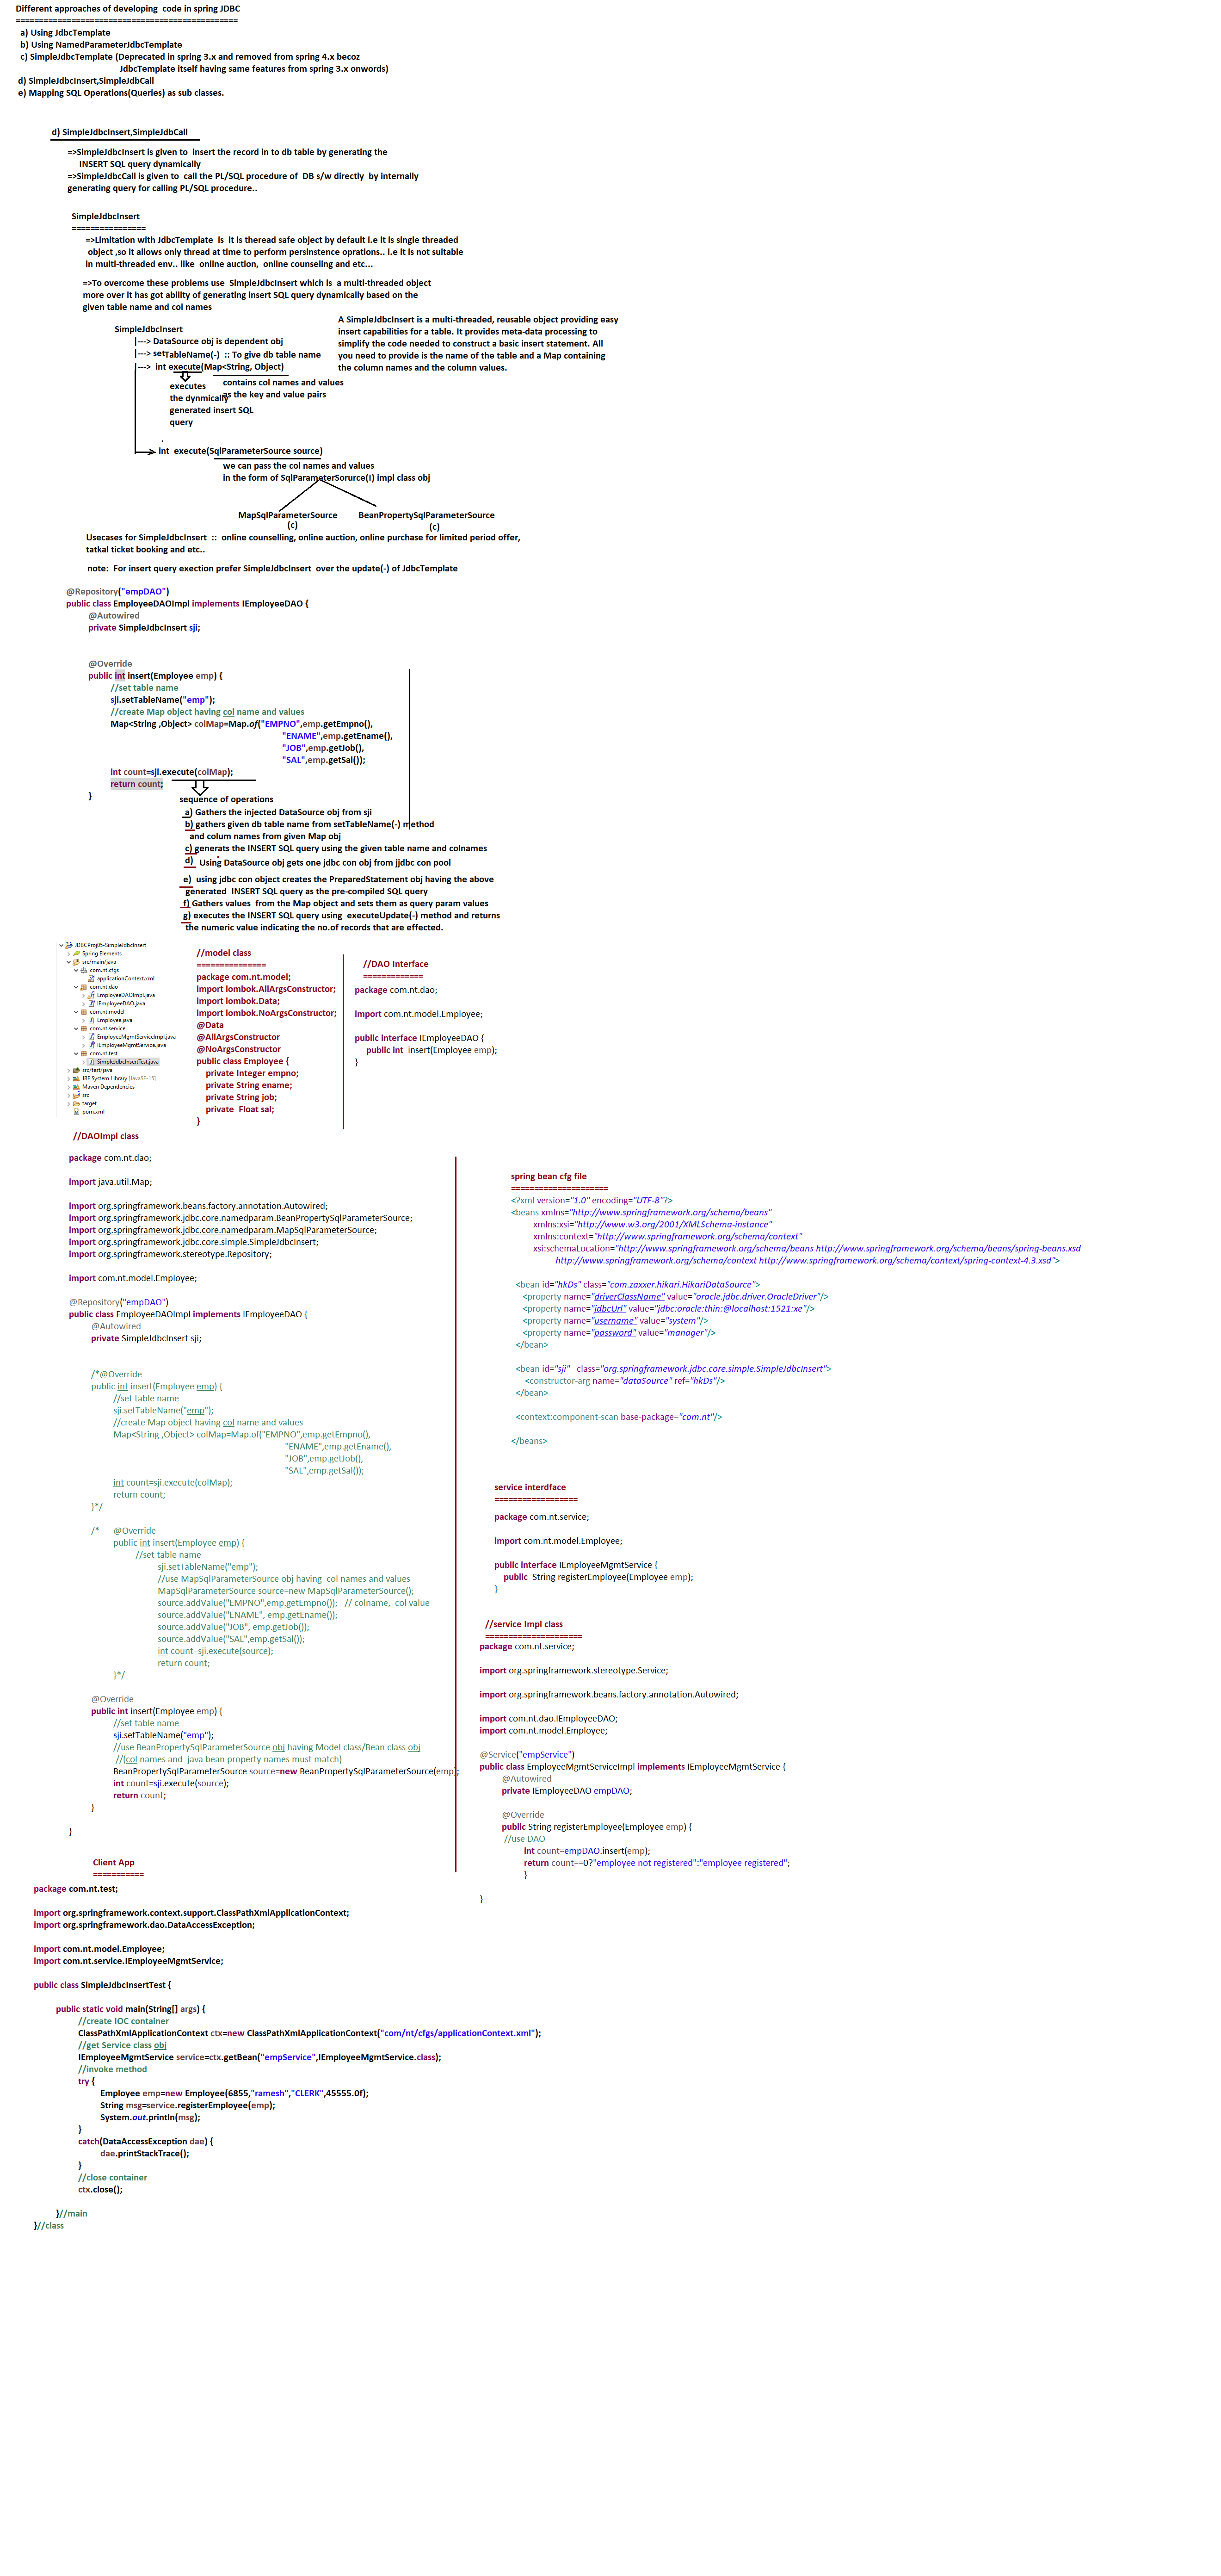 Different approaches of developing  code in spring JDBC
================================================
a) Using JdbcTemplate
b) Using NamedParameterJdbcTemplate
c) SimpleJdbcTemplate (Deprecated in spring 3.x and removed from spring 4.x becoz
JdbcTemplate itself having same features from spring 3.x onwords)
d) SimpleJdbcInsert,SimpleJdbCall
e) Mapping SQL Operations(Queries) as sub classes.
d) SimpleJdbcInsert,SimpleJdbCall
=>SimpleJdbcInsert is given to  insert the record in to db table by generating the
INSERT SQL query dynamically
=>SimpleJdbcCall is given to  call the PL/SQL procedure of  DB s/w directly  by internally
generating query for calling PL/SQL procedure..
SimpleJdbcInsert
================
=>Limitation with JdbcTemplate  is  it is theread safe object by default i.e it is single threaded
object ,so it allows only thread at time to perform persinstence oprations.. i.e it is not suitable
in multi-threaded env.. like  online auction,  online counseling and etc...
=>To overcome these problems use  SimpleJdbcInsert which is  a multi-threaded object
more over it has got ability of generating insert SQL query dynamically based on the
given table name and col names
SimpleJdbcInsert
|---> DataSource obj is dependent obj
|---> setTableName(-)  :: To give db table name
|--->  int execute(Map<String, Object)
executes
the dynmically
generated insert SQL
query
contains col names and values
as the key and value pairs
A SimpleJdbcInsert is a multi-threaded, reusable object providing easy
insert capabilities for a table. It provides meta-data processing to
simplify the code needed to construct a basic insert statement. All
you need to provide is the name of the table and a Map containing
the column names and the column values.
int  execute(SqlParameterSource source)
we can pass the col names and values
in the form of SqlParameterSorurce(I) impl class obj
MapSqlParameterSource
(c)
BeanPropertySqlParameterSource
(c)
Usecases for SimpleJdbcInsert  ::  online counselling, online auction, online purchase for limited period offer,
tatkal ticket booking and etc..
note:  For insert query exection prefer SimpleJdbcInsert  over the update(-) of JdbcTemplate
@Repository("empDAO")
public class EmployeeDAOImpl implements IEmployeeDAO {
@Autowired
private SimpleJdbcInsert sji;
@Override
public int insert(Employee emp) {
//set table name
sji.setTableName("emp");
//create Map object having col name and values
Map<String ,Object> colMap=Map.of("EMPNO",emp.getEmpno(),
"ENAME",emp.getEname(),
"JOB",emp.getJob(),
"SAL",emp.getSal());
int count=sji.execute(colMap);
return count;
}
sequence of operations
a) Gathers the injected DataSource obj from sji
b) gathers given db table name from setTableName(-) method
and colum names from given Map obj
c) generats the INSERT SQL query using the given table name and colnames
d)  Using DataSource obj gets one jdbc con obj from jjdbc con pool
e)  using jdbc con object creates the PreparedStatement obj having the above
generated  INSERT SQL query as the pre-compiled SQL query
f) Gathers values  from the Map object and sets them as query param values
g) executes the INSERT SQL query using  executeUpdate(-) method and returns
the numeric value indicating the no.of records that are effected.
JDBCProj05-SimpleJdbcInsert
Spring Elements
src/main/java
com.nt.cfgs
applicationContext.xml
com.nt.dao
EmployeeDAOImpl.java
IEmployeeDAO.java
com.nt.model
Employee.java
com.nt.service
EmployeeMgmtServiceImpl.java
IEmployeeMgmtService.java
com.nt.test
SimpleJdbcInsertTest.java
src/test/java
JRE System Library [JavaSE-15]
Maven Dependencies
src
target
pom.xml
//model class
===============
package com.nt.model;
import lombok.AllArgsConstructor;
import lombok.Data;
import lombok.NoArgsConstructor;
@Data
@AllArgsConstructor
@NoArgsConstructor
public class Employee {
private Integer empno;
private String ename;
private String job;
private  Float sal;
}
//DAO Interface
=============
package com.nt.dao;
import com.nt.model.Employee;
public interface IEmployeeDAO {
public int  insert(Employee emp);
}
//DAOImpl class
package com.nt.dao;
import java.util.Map;
import org.springframework.beans.factory.annotation.Autowired;
import org.springframework.jdbc.core.namedparam.BeanPropertySqlParameterSource;
import org.springframework.jdbc.core.namedparam.MapSqlParameterSource;
import org.springframework.jdbc.core.simple.SimpleJdbcInsert;
import org.springframework.stereotype.Repository;
import com.nt.model.Employee;
@Repository("empDAO")
public class EmployeeDAOImpl implements IEmployeeDAO {
@Autowired
private SimpleJdbcInsert sji;
/*@Override
public int insert(Employee emp) {
//set table name
sji.setTableName("emp");
//create Map object having col name and values
Map<String ,Object> colMap=Map.of("EMPNO",emp.getEmpno(),
"ENAME",emp.getEname(),
"JOB",emp.getJob(),
"SAL",emp.getSal());
int count=sji.execute(colMap);
return count;
}*/
/*      @Override
public int insert(Employee emp) {
//set table name
sji.setTableName("emp");
//use MapSqlParameterSource obj having  col names and values
MapSqlParameterSource source=new MapSqlParameterSource();
source.addValue("EMPNO",emp.getEmpno());   // colname,  col value
source.addValue("ENAME", emp.getEname());
source.addValue("JOB", emp.getJob());
source.addValue("SAL",emp.getSal());
int count=sji.execute(source);
return count;
}*/
@Override
public int insert(Employee emp) {
//set table name
sji.setTableName("emp");
//use BeanPropertySqlParameterSource obj having Model class/Bean class obj
//(col names and  java bean property names must match)
BeanPropertySqlParameterSource source=new BeanPropertySqlParameterSource(emp);
int count=sji.execute(source);
return count;
}
}
spring bean cfg file
=====================
<?xml version="1.0" encoding="UTF-8"?>
<beans xmlns="http://www.springframework.org/schema/beans"
xmlns:xsi="http://www.w3.org/2001/XMLSchema-instance"
xmlns:context="http://www.springframework.org/schema/context"
xsi:schemaLocation="http://www.springframework.org/schema/beans http://www.springframework.org/schema/beans/spring-beans.xsd
http://www.springframework.org/schema/context http://www.springframework.org/schema/context/spring-context-4.3.xsd">
<bean id="hkDs" class="com.zaxxer.hikari.HikariDataSource">
<property name="driverClassName" value="oracle.jdbc.driver.OracleDriver"/>
<property name="jdbcUrl" value="jdbc:oracle:thin:@localhost:1521:xe"/>
<property name="username" value="system"/>
<property name="password" value="manager"/>
</bean>
<bean id="sji"   class="org.springframework.jdbc.core.simple.SimpleJdbcInsert">
<constructor-arg name="dataSource" ref="hkDs"/>
</bean>
<context:component-scan base-package="com.nt"/>
</beans>
service interdface
==================
package com.nt.service;
import com.nt.model.Employee;
public interface IEmployeeMgmtService {
public  String registerEmployee(Employee emp);
}
//service Impl class
=====================
package com.nt.service;
import org.springframework.stereotype.Service;
import org.springframework.beans.factory.annotation.Autowired;
import com.nt.dao.IEmployeeDAO;
import com.nt.model.Employee;
@Service("empService")
public class EmployeeMgmtServiceImpl implements IEmployeeMgmtService {
@Autowired
private IEmployeeDAO empDAO;
@Override
public String registerEmployee(Employee emp) {
//use DAO
int count=empDAO.insert(emp);
return count==0?"employee not registered":"employee registered";
}
}
Client App
===========
package com.nt.test;
import org.springframework.context.support.ClassPathXmlApplicationContext;
import org.springframework.dao.DataAccessException;
import com.nt.model.Employee;
import com.nt.service.IEmployeeMgmtService;
public class SimpleJdbcInsertTest {
public static void main(String[] args) {
//create IOC container
ClassPathXmlApplicationContext ctx=new ClassPathXmlApplicationContext("com/nt/cfgs/applicationContext.xml");
//get Service class obj
IEmployeeMgmtService service=ctx.getBean("empService",IEmployeeMgmtService.class);
//invoke method
try {
Employee emp=new Employee(6855,"ramesh","CLERK",45555.0f);
String msg=service.registerEmployee(emp);
System.out.println(msg);
}
catch(DataAccessException dae) {
dae.printStackTrace();
}
//close container
ctx.close();
}//main
}//class